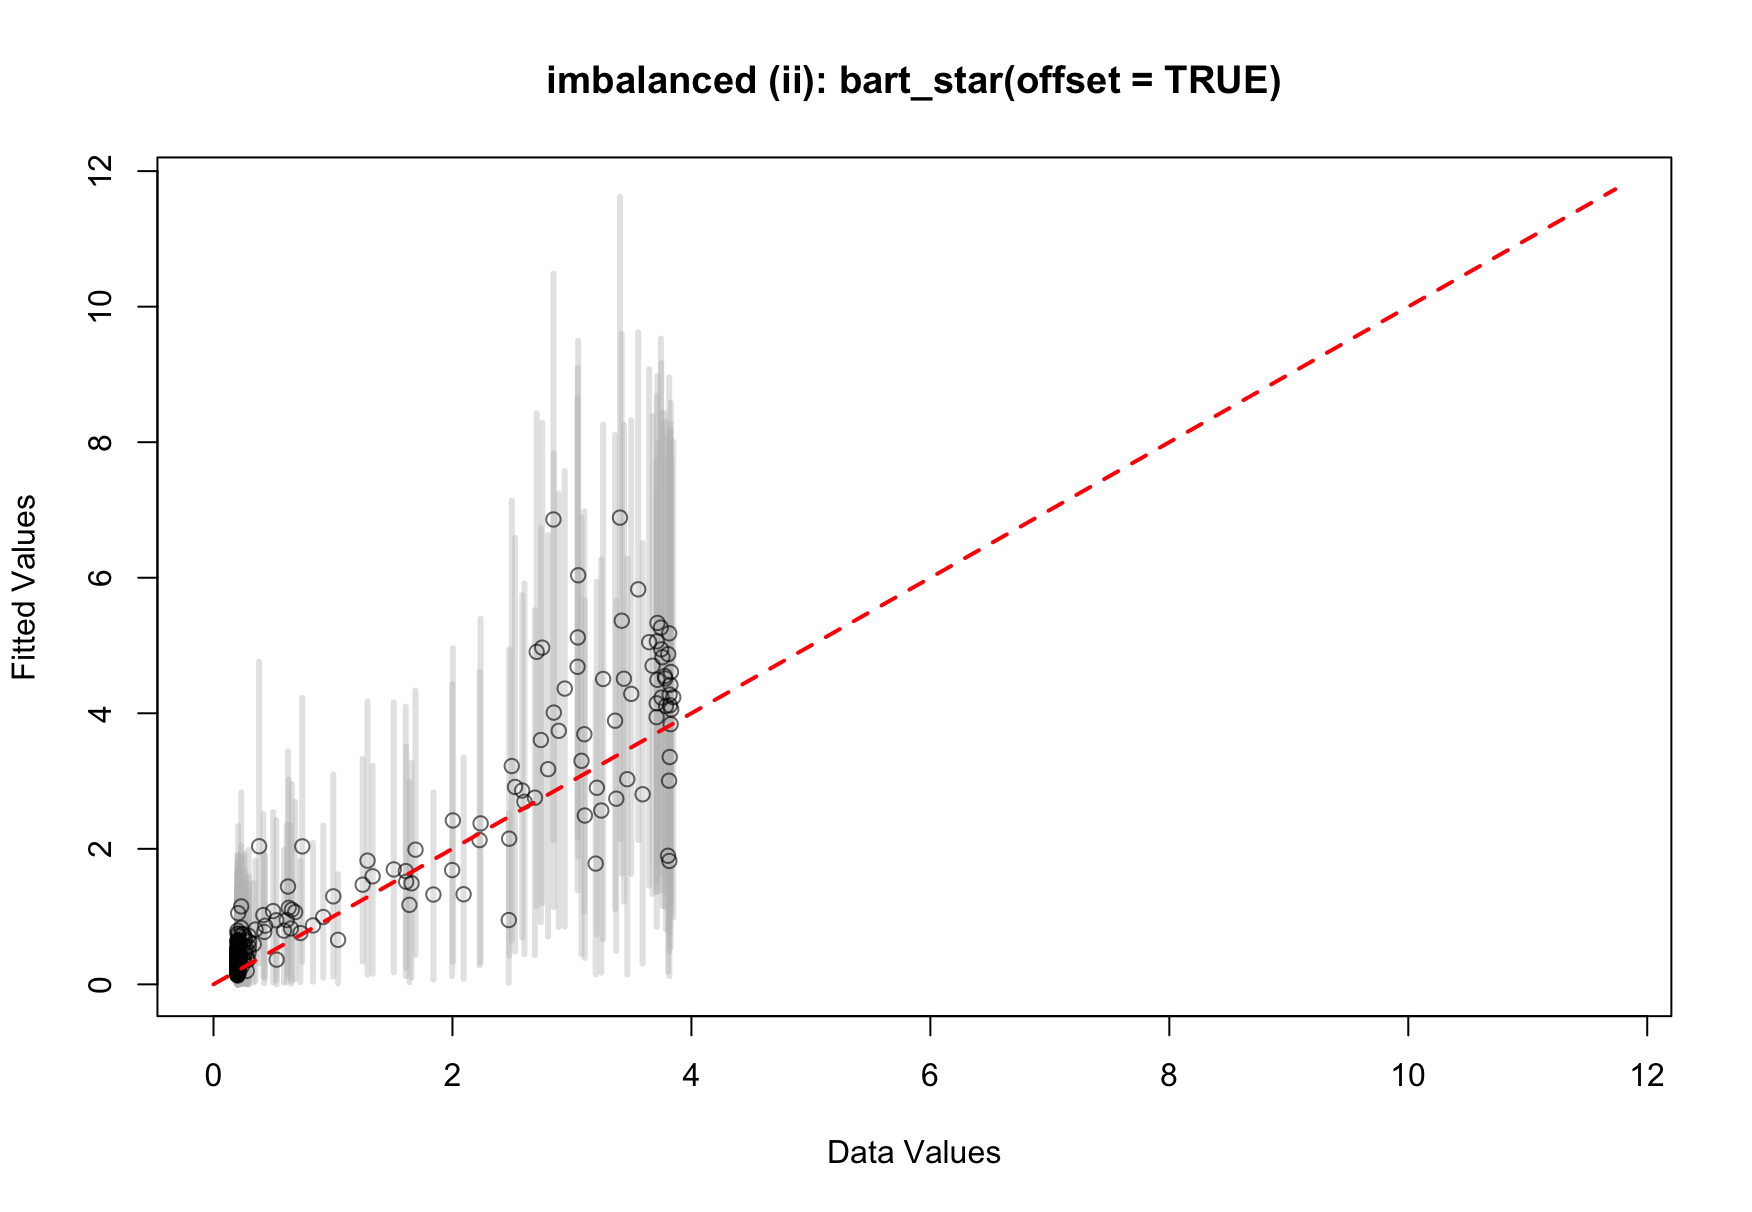 imbalanced (ii): bart_star(offset = TRUE)
12
10
8
6
4
2
0
Fitted Values
0 2 4 6 8 10 12
Data Values